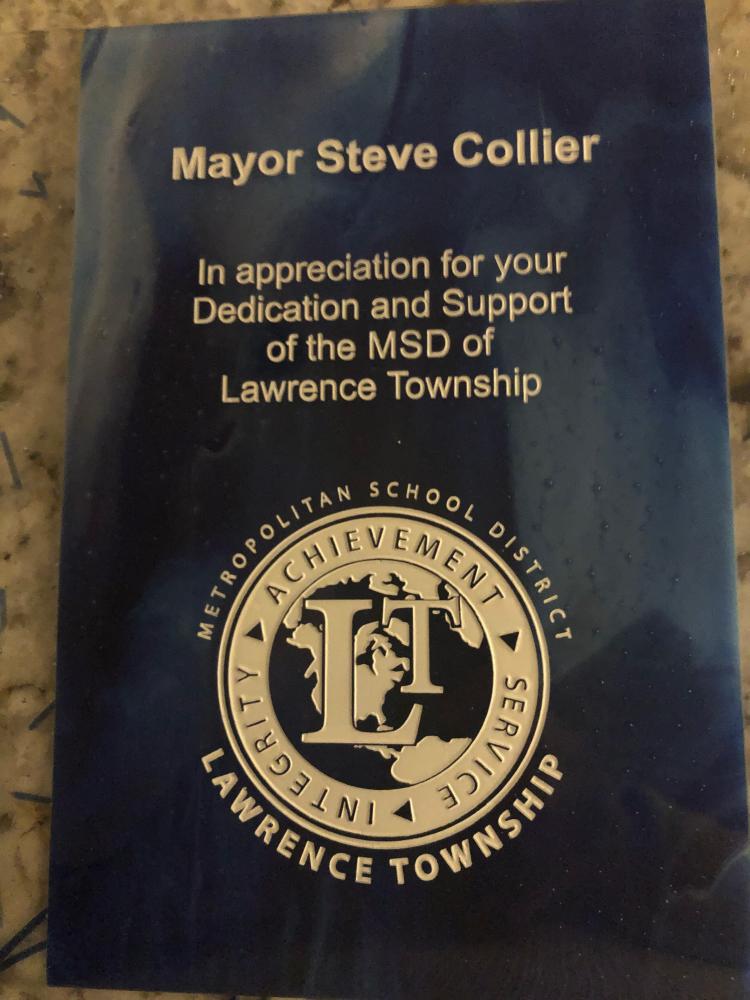 Mayor Steve Collier
In appreciation for your
Dedication and Support
of the MSD of
Lawrence Township
METROPOLITAN SCHOOL DISTRICT
ACHIEVEMENT
SERVICE
INTEGRITY
LT
LAWRENCE TOWNSHIP